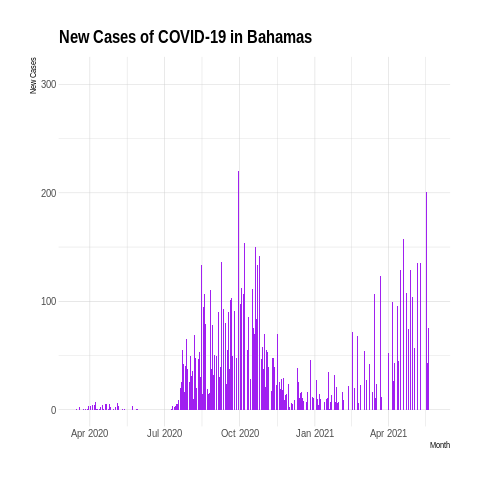 New Cases of COVID-19 in Bahamas
New Cases
300
200
100
0
Apr 2020 Jul 2020 Oct 2020 Jan 2021 Apr 2021
Month